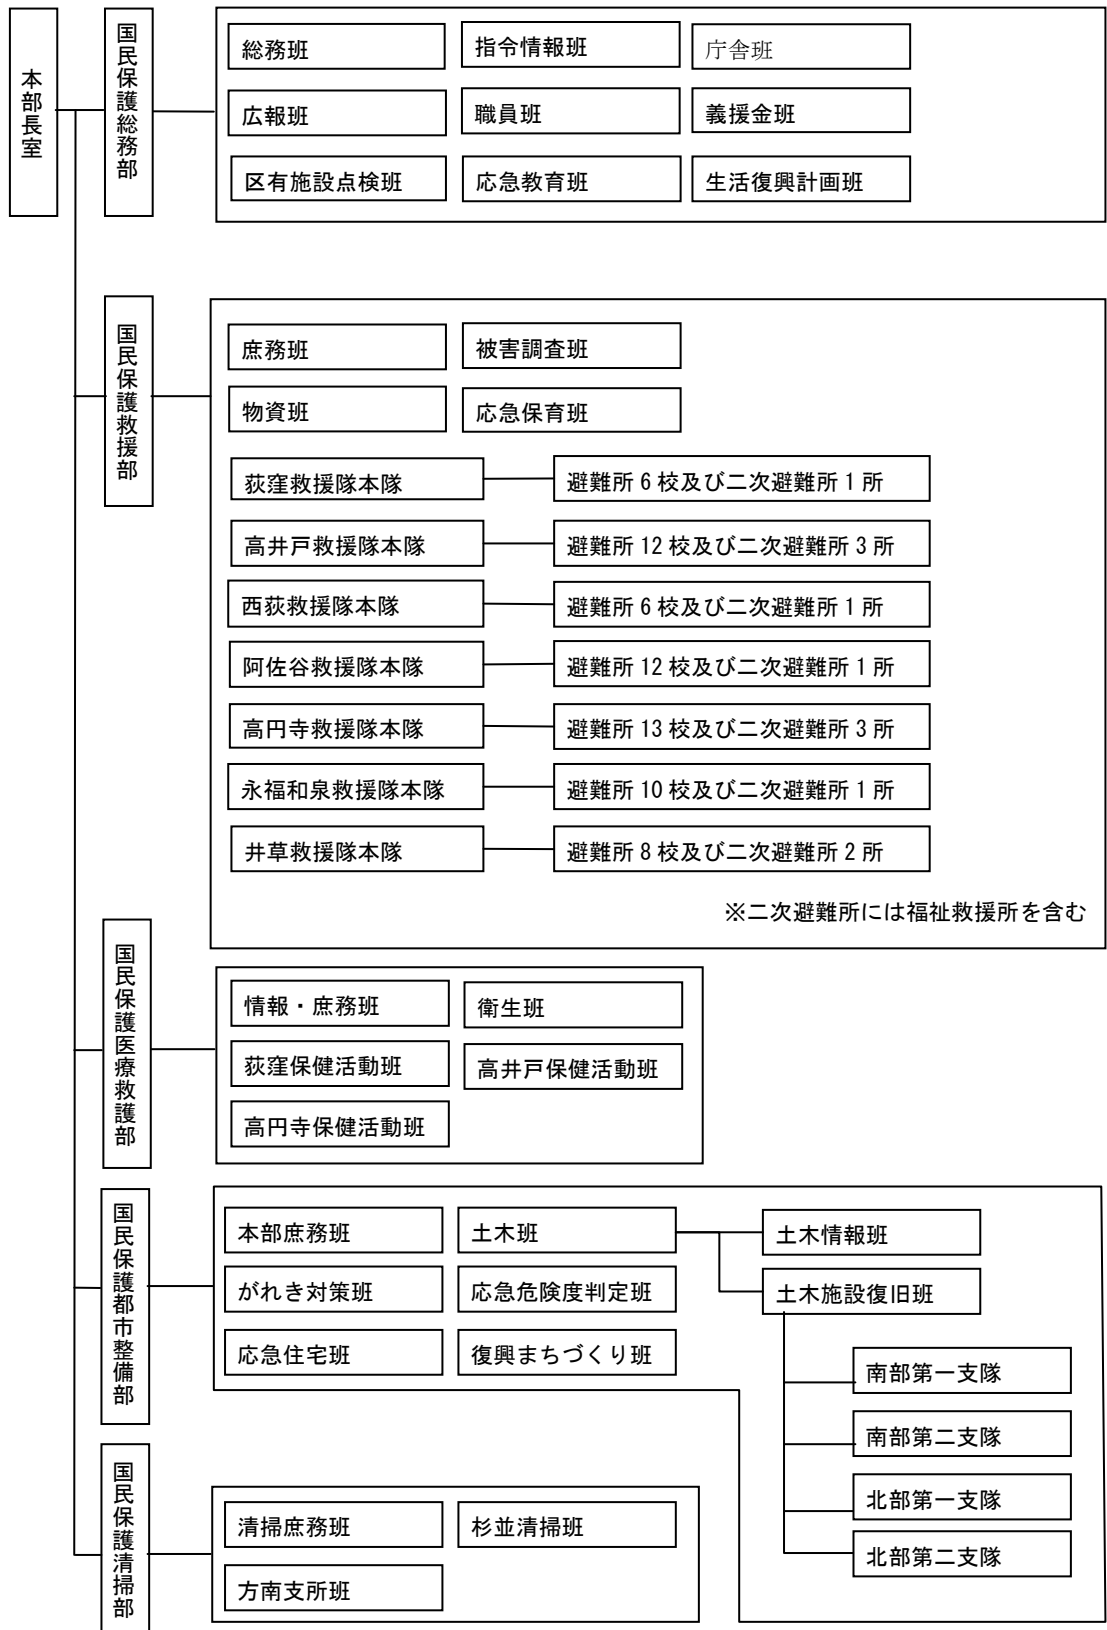 本部長室
国民保護総務部
総務班
指令情報班
庁舎班
広報班
職員班
義援金班
区有施設点検班
応急教育班
生活復興計画班
国民保護救援部
庶務班
被害調査班
物資班
応急保育班
荻窪救援隊本隊
避難所 6 校及び二次避難所 1 所
高井戸救援隊本隊
避難所 12 校及び二次避難所 3 所
西荻救援隊本隊
避難所 6 校及び二次避難所 1 所
阿佐谷救援隊本隊
避難所 12 校及び二次避難所 1 所
高円寺救援隊本隊
避難所 13 校及び二次避難所 3 所
永福和泉救援隊本隊
避難所 10 校及び二次避難所 1 所
井草救援隊本隊
避難所 8 校及び二次避難所 2 所
※二次避難所には福祉救援所を含む
国民保護医療救護部
情報・庶務班
衛生班
荻窪保健活動班
高井戸保健活動班
高円寺保健活動班
国民保護都市整備部
本部庶務班
土木班
土木情報班
がれき対策班
応急危険度判定班
土木施設復旧班
応急住宅班
復興まちづくり班
南部第一支隊
南部第二支隊
北部第一支隊
北部第二支隊
国民保護清掃部
清掃庶務班
杉並清掃班
方南支所班